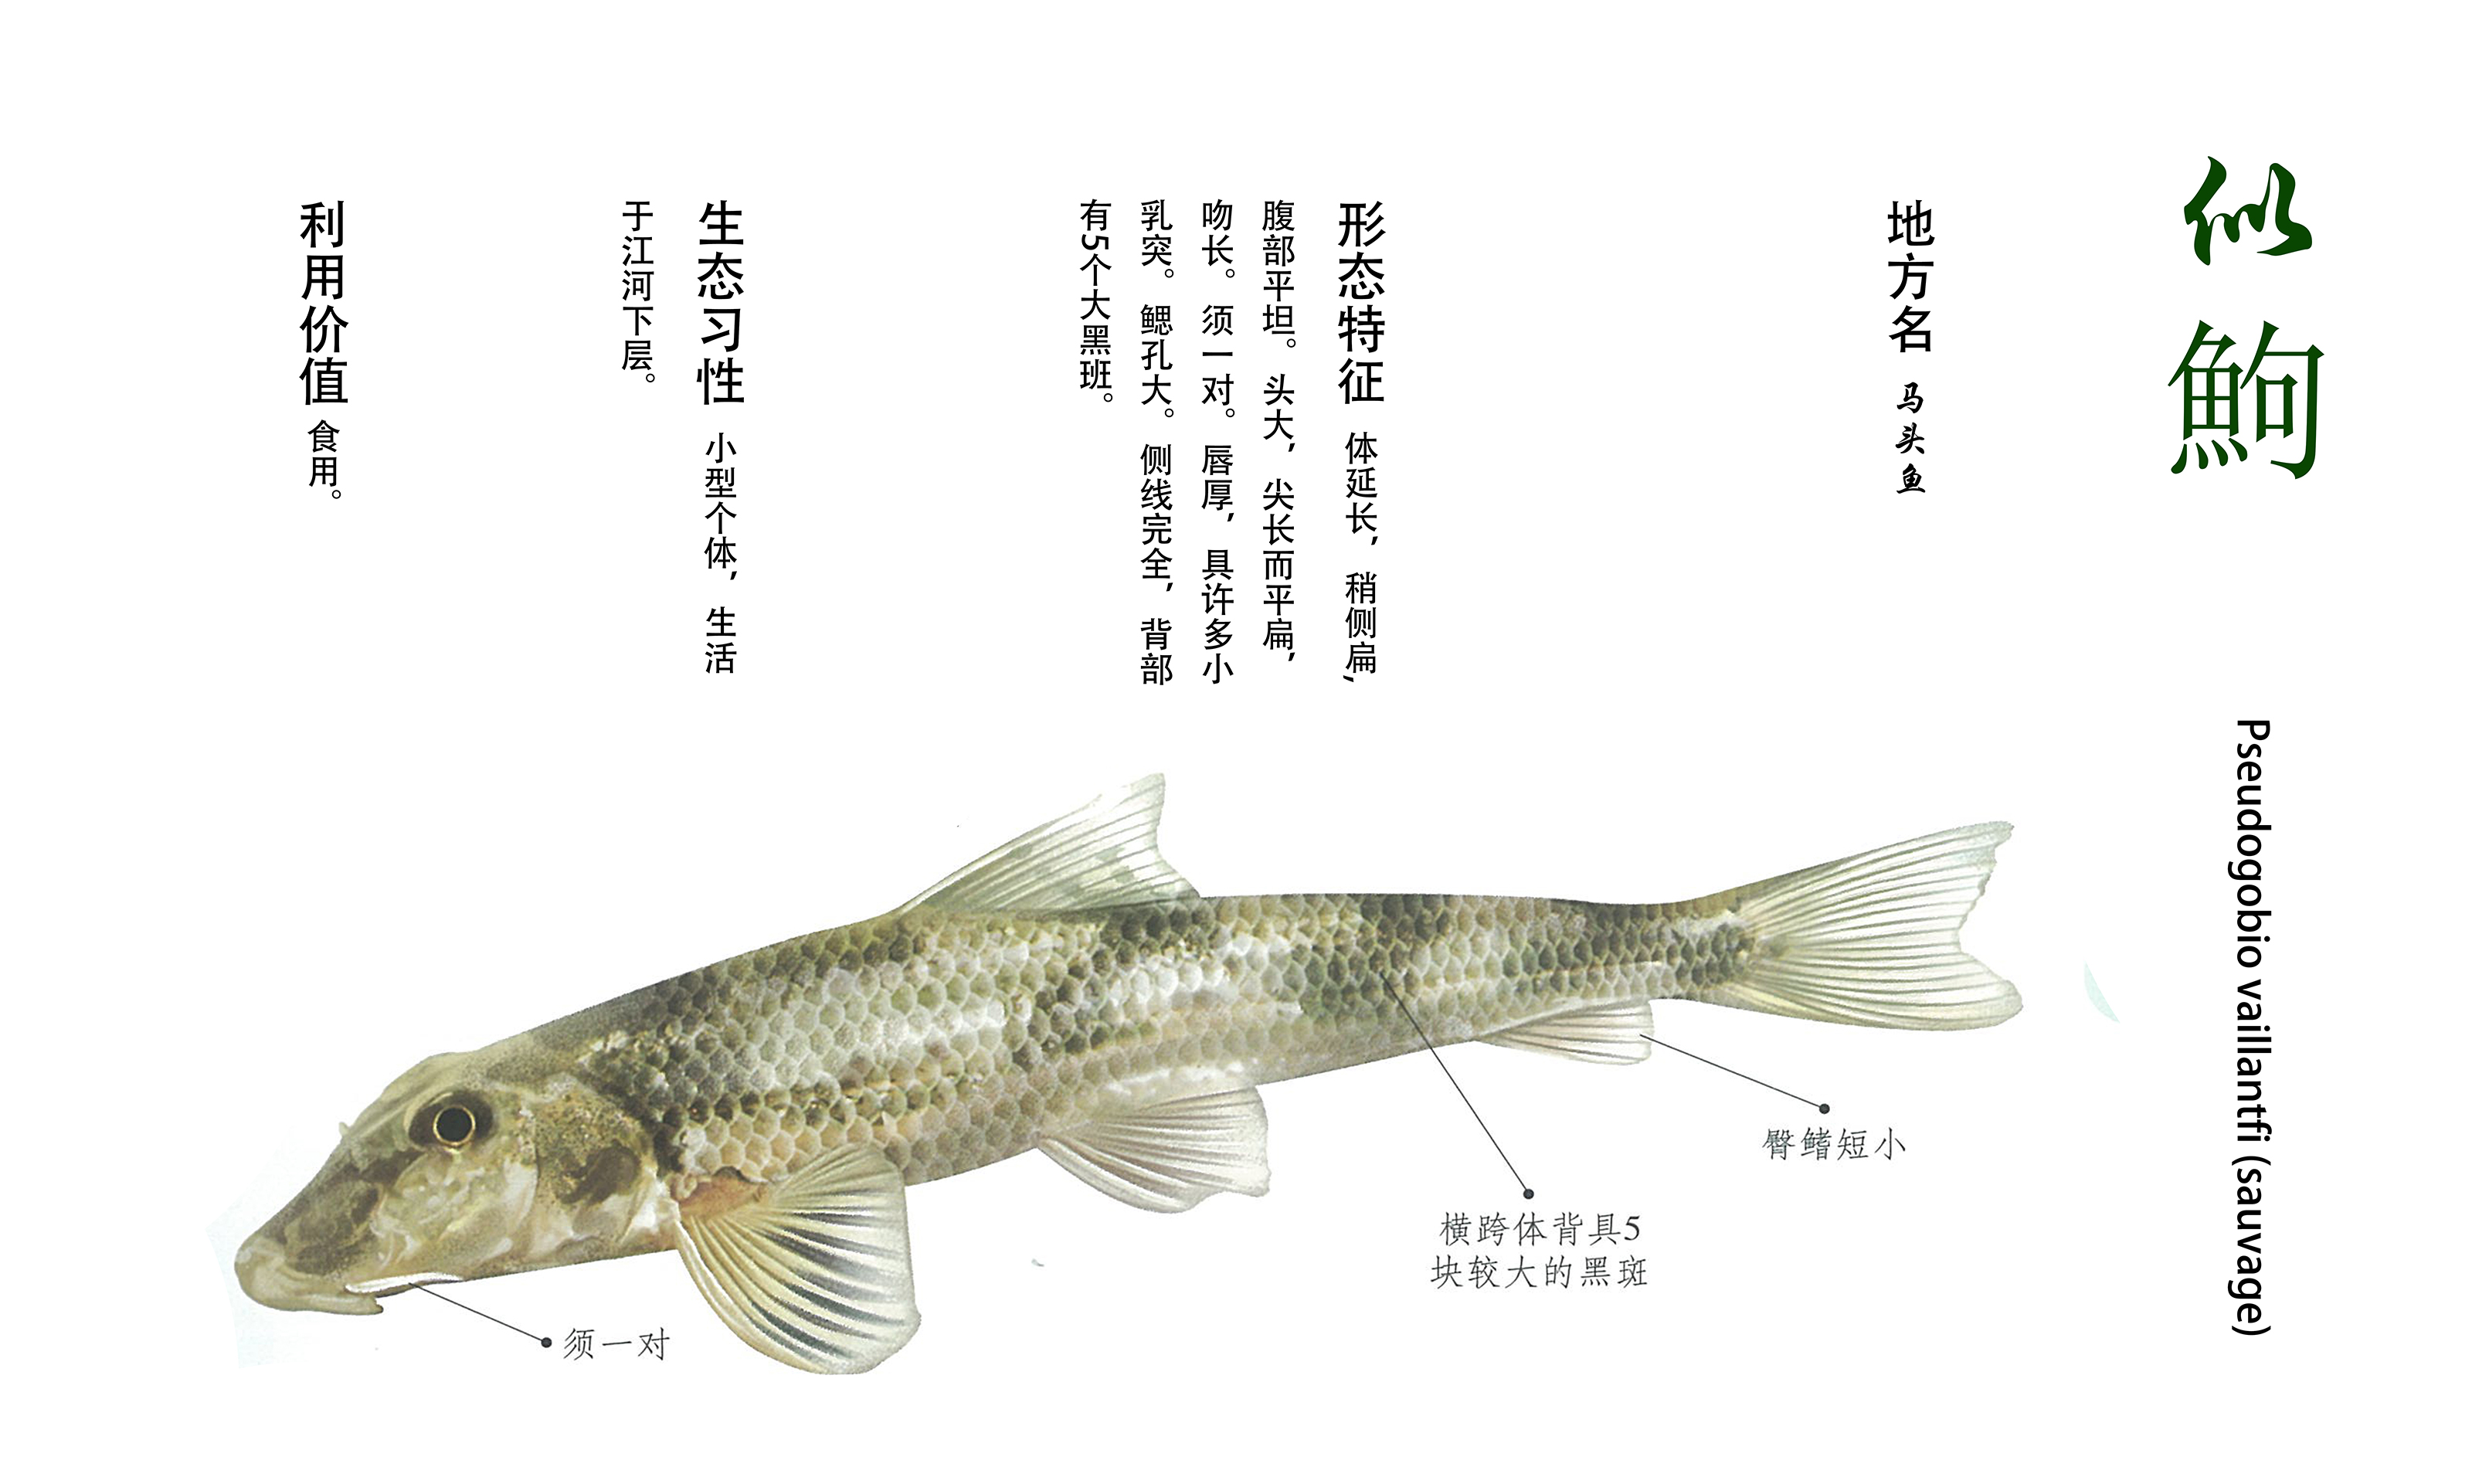 似鮈
Pseudogobio vaillantfi (sauvage)
地方名 马头鱼
形态特征 体延长，稍侧扁，
腹部平坦。头大，尖长而平扁，
吻长。须一对。唇厚，具许多小
乳突。鳃孔大。侧线完全，背部
有5个大黑班。
生态习性 小型个体，生活
于江河下层。
利用价值 食用。
臀鳍短小
横跨体背具5
块较大的黑斑
须一对